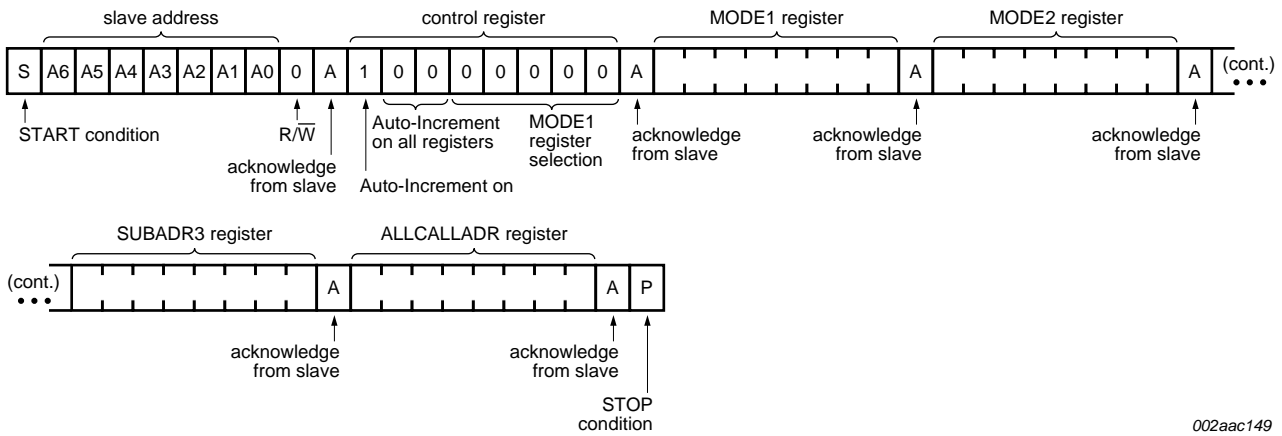 slave address control register MODE1 register MODE2 register
S A6 A5 A4 A3 A2 A1 A0 0 A 1 0 0 0 0 0 0 0 A A A (cont.)
START condition
R/W̅
acknowledge
from slave
Auto-Increment on
Auto-Increment
on all registers
MODE1
register
selection
acknowledge
from slave
acknowledge
from slave
acknowledge
from slave
SUBADR3 register ALLCALLADR register
(cont.) A A P
acknowledge
from slave
acknowledge
from slave
STOP
condition
002aac149